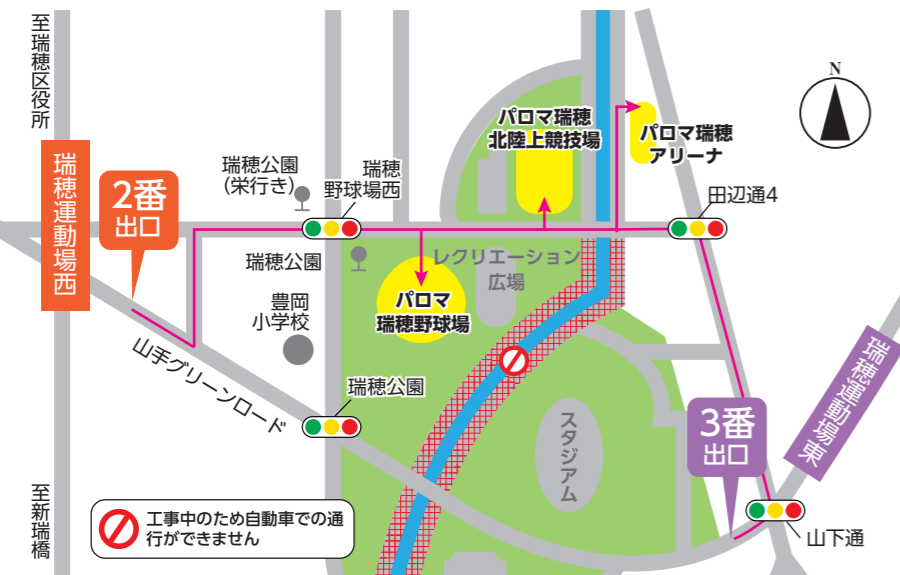 至瑞穂区役所
瑞穂運動場西
2番
出口
瑞穂公園
(栄行き)
瑞穂
野球場西
パロマ瑞穂
北陸上競技場
パロマ瑞穂
アリーナ
N
田辺通4
瑞穂公園
レクリエーション
広場
豊岡
小学校
パロマ
瑞穂野球場
山手グリーンロード
瑞穂公園
スタジアム
3番
出口
瑞穂運動場東
山下通
至新瑞橋
工事中のため自動車での通
行ができません